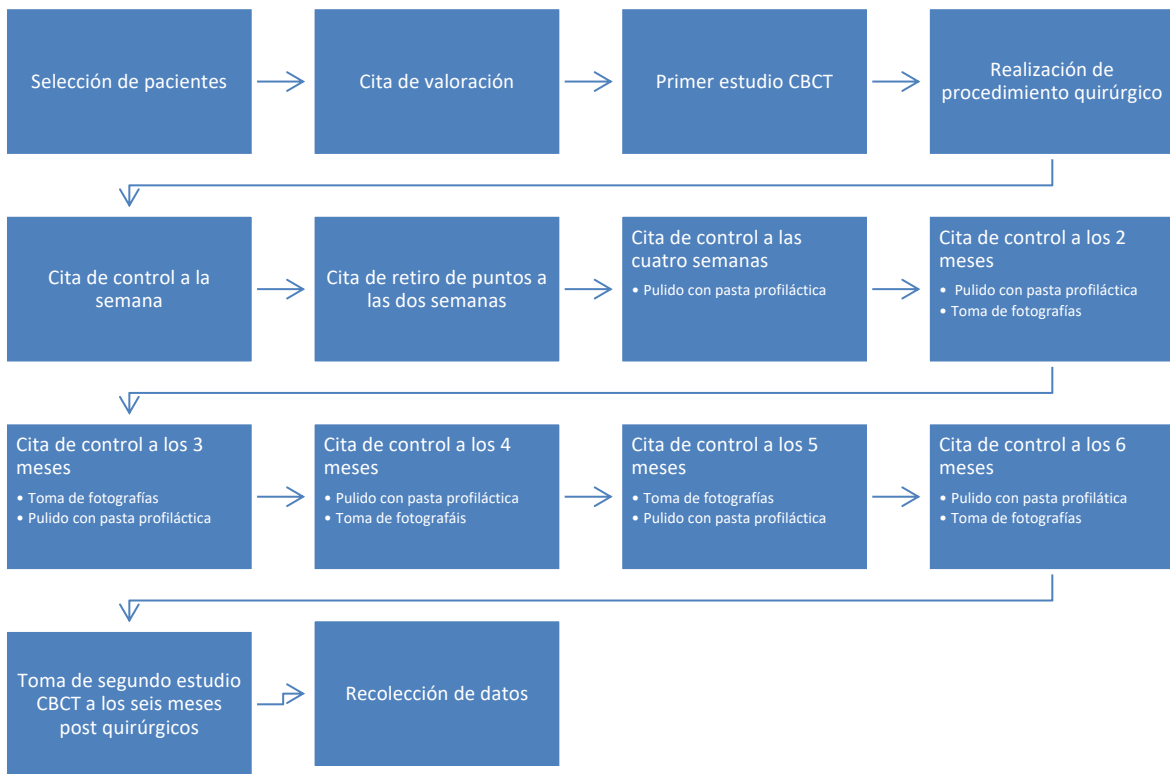 Selección de pacientes
Cita de valoración
Primer estudio CBCT
Realización de
procedimiento quirúrgico
Cita de control a la
semana
Cita de retiro de puntos a
las dos semanas
Cita de control a las
cuatro semanas
• Pulido con pasta profiláctica
Cita de control a los 2
meses
• Pulido con pasta profiláctica
• Toma de fotografías
Cita de control a los 3
meses
• Toma de fotografías
• Pulido con pasta profiláctica
Cita de control a los 4
meses
• Pulido con pasta profiláctica
• Toma de fotografáis
Cita de control a los 5
meses
• Toma de fotografías
• Pulido con pasta profiláctica
Cita de control a los 6
meses
• Pulido con pasta profilática
• Toma de fotografías
Toma de segundo estudio
CBCT a los seis meses
post quirúrgicos
Recolección de datos